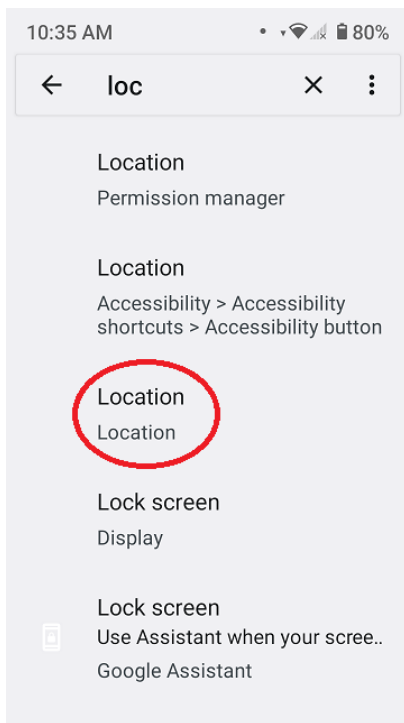 10:35 AM 80%
loc
Location
Permission manager
Location
Accessibility > Accessibility
shortcuts > Accessibility button
Location
Location
Lock screen
Display
Lock screen
Use Assistant when your scree..
Google Assistant